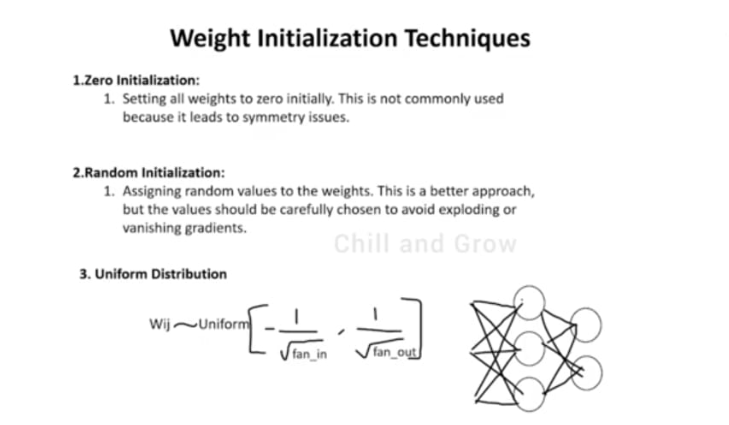 Weight Initialization Techniques
1.Zero Initialization:
1. Setting all weights to zero initially. This is not commonly used
because it leads to symmetry issues.
2.Random Initialization:
1. Assigning random values to the weights. This is a better approach,
but the values should be carefully chosen to avoid exploding or
vanishing gradients.
Chill and Grow
3. Uniform Distribution
Wij ~ Uniform [ - 1/√fan_in , 1/√fan_out ]